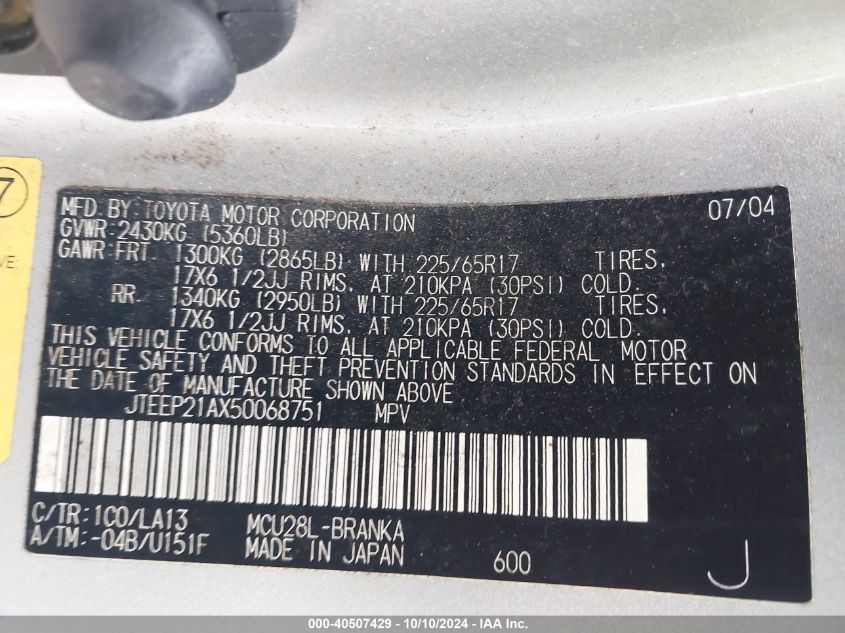 7
VE:
MFD. BY: TOYOTA MOTOR CORPORATION 07/04
GVWR: 2430KG (5360LB)
GAWR: FRT. 1300KG (2865LB) WITH 225/65R17 TIRES,
17X6 1/2JJ RIMS. AT 210KPA (30PSI) COLD.
RR. 1340KG (2950LB) WITH 225/65R17 TIRES,
17X6 1/2JJ RIMS. AT 210KPA (30PSI) COLD.
THIS VEHICLE CONFORMS TO ALL APPLICABLE FEDERAL MOTOR
VEHICLE SAFETY AND THEFT PREVENTION STANDARDS IN EFFECT ON
THE DATE OF MANUFACTURE SHOWN ABOVE
JTEEP21AX50068751 MPV
C/TR: 1C0/LA13 MCU28L-BRANKA
A/TM: -04B/U151F MADE IN JAPAN 600 J
000-40507429 - 10/10/2024 - IAA Inc.